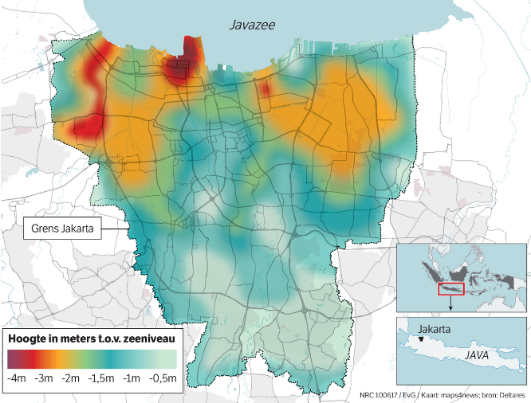 Javazee
Grens Jakarta
Hoogte in meters t.o.v. zeeniveau
-4m -3m -2m -1,5m -1m -0,5m
Jakarta
JAVA
NRC 100617 / EvG / Kaart: maps4news; bron: Deltares